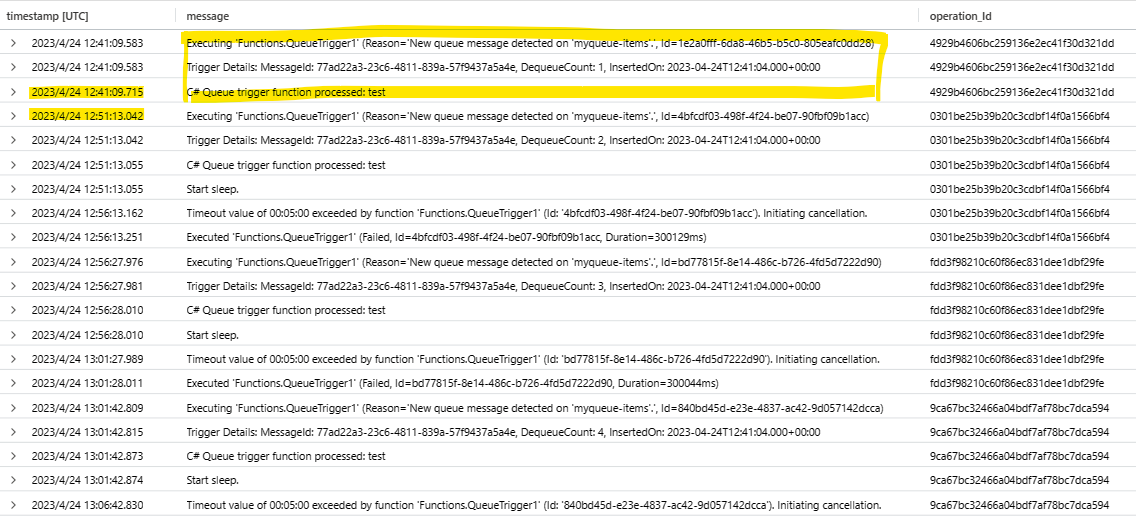 timestamp [UTC] message operation_Id
2023/4/24 12:41:09.583 Executing 'Functions.QueueTrigger1' (Reason='New queue message detected on 'myqueue-items'.', Id=1e2a0fff-6da8-46b5-b5c0-805eafc0dd28) 4929b4606bc259136e2ec41f30d321dd
2023/4/24 12:41:09.583 Trigger Details: MessageId: 77ad22a3-23c6-4811-839a-57f9437a5a4e, DequeueCount: 1, InsertedOn: 2023-04-24T12:41:04.000+00:00 4929b4606bc259136e2ec41f30d321dd
2023/4/24 12:41:09.715 C# Queue trigger function processed: test 4929b4606bc259136e2ec41f30d321dd
2023/4/24 12:51:13.042 Executing 'Functions.QueueTrigger1' (Reason='New queue message detected on 'myqueue-items'.', Id=4bfcdf03-498f-4f24-be07-90fbf09b1acc) 0301be25b39b20c3cdbf14f0a1566bf4
2023/4/24 12:51:13.042 Trigger Details: MessageId: 77ad22a3-23c6-4811-839a-57f9437a5a4e, DequeueCount: 2, InsertedOn: 2023-04-24T12:41:04.000+00:00 0301be25b39b20c3cdbf14f0a1566bf4
2023/4/24 12:51:13.055 C# Queue trigger function processed: test 0301be25b39b20c3cdbf14f0a1566bf4
2023/4/24 12:51:13.055 Start sleep. 0301be25b39b20c3cdbf14f0a1566bf4
2023/4/24 12:56:13.162 Timeout value of 00:05:00 exceeded by function 'Functions.QueueTrigger1' (Id: '4bfcdf03-498f-4f24-be07-90fbf09b1acc'). Initiating cancellation. 0301be25b39b20c3cdbf14f0a1566bf4
2023/4/24 12:56:13.251 Executed 'Functions.QueueTrigger1' (Failed, Id=4bfcdf03-498f-4f24-be07-90fbf09b1acc, Duration=300129ms) 0301be25b39b20c3cdbf14f0a1566bf4
2023/4/24 12:56:27.976 Executing 'Functions.QueueTrigger1' (Reason='New queue message detected on 'myqueue-items'.', Id=bd77815f-8e14-486c-b726-4fd5d7222d90) fdd3f98210c60f86ec831dee1dbf29fe
2023/4/24 12:56:27.981 Trigger Details: MessageId: 77ad22a3-23c6-4811-839a-57f9437a5a4e, DequeueCount: 3, InsertedOn: 2023-04-24T12:41:04.000+00:00 fdd3f98210c60f86ec831dee1dbf29fe
2023/4/24 12:56:28.010 C# Queue trigger function processed: test fdd3f98210c60f86ec831dee1dbf29fe
2023/4/24 12:56:28.010 Start sleep. fdd3f98210c60f86ec831dee1dbf29fe
2023/4/24 13:01:27.989 Timeout value of 00:05:00 exceeded by function 'Functions.QueueTrigger1' (Id: 'bd77815f-8e14-486c-b726-4fd5d7222d90'). Initiating cancellation. fdd3f98210c60f86ec831dee1dbf29fe
2023/4/24 13:01:28.011 Executed 'Functions.QueueTrigger1' (Failed, Id=bd77815f-8e14-486c-b726-4fd5d7222d90, Duration=300044ms) fdd3f98210c60f86ec831dee1dbf29fe
2023/4/24 13:01:42.809 Executing 'Functions.QueueTrigger1' (Reason='New queue message detected on 'myqueue-items'.', Id=840bd45d-e23e-4837-ac42-9d057142dcca) 9ca67bc32466a04bdf7af78bc7dca594
2023/4/24 13:01:42.815 Trigger Details: MessageId: 77ad22a3-23c6-4811-839a-57f9437a5a4e, DequeueCount: 4, InsertedOn: 2023-04-24T12:41:04.000+00:00 9ca67bc32466a04bdf7af78bc7dca594
2023/4/24 13:01:42.873 C# Queue trigger function processed: test 9ca67bc32466a04bdf7af78bc7dca594
2023/4/24 13:01:42.874 Start sleep. 9ca67bc32466a04bdf7af78bc7dca594
2023/4/24 13:06:42.830 Timeout value of 00:05:00 exceeded by function 'Functions.QueueTrigger1' (Id: '840bd45d-e23e-4837-ac42-9d057142dcca'). Initiating cancellation. 9ca67bc32466a04bdf7af78bc7dca594